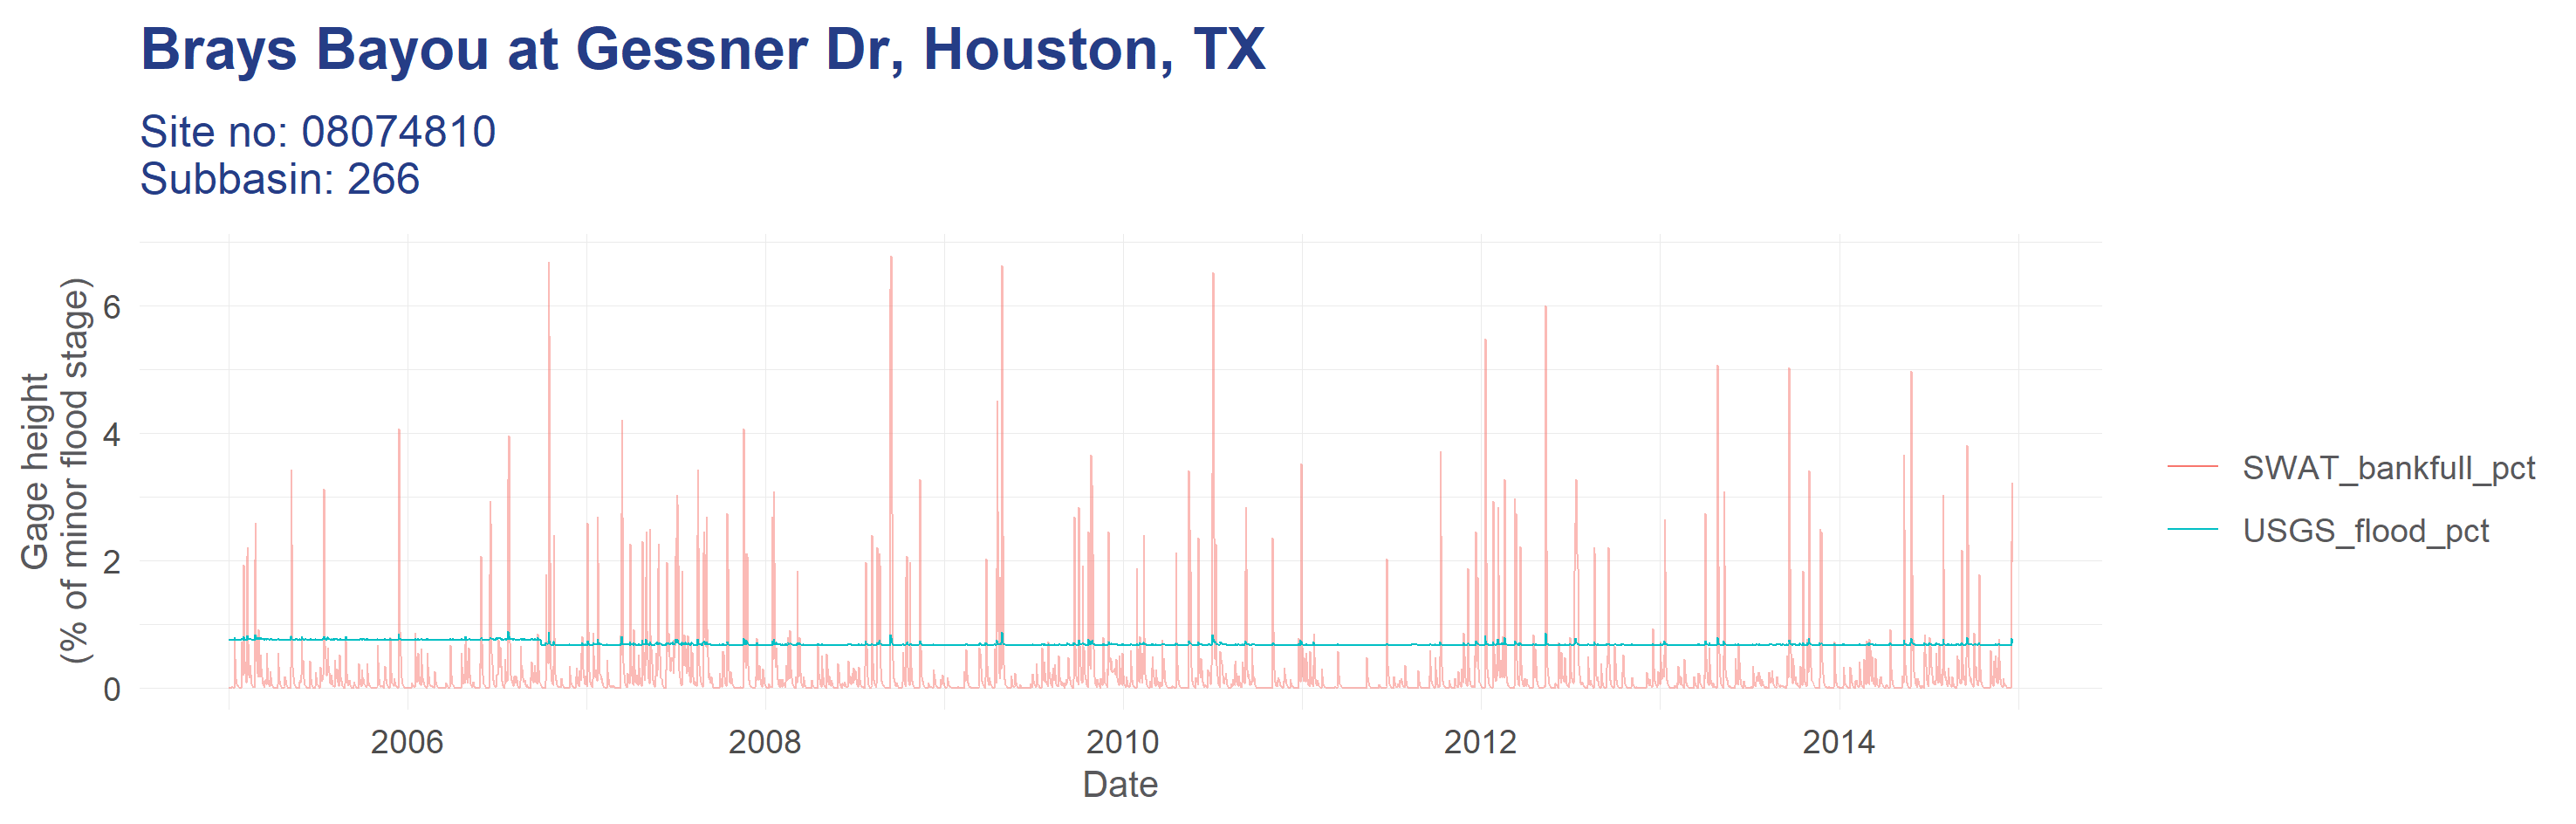 Brays Bayou at Gessner Dr, Houston, TX
Site no: 08074810
Subbasin: 266
Gage height
(% of minor flood stage)
6
4
2
0
2006
2008
2010
2012
2014
Date
SWAT_bankfull_pct
USGS_flood_pct